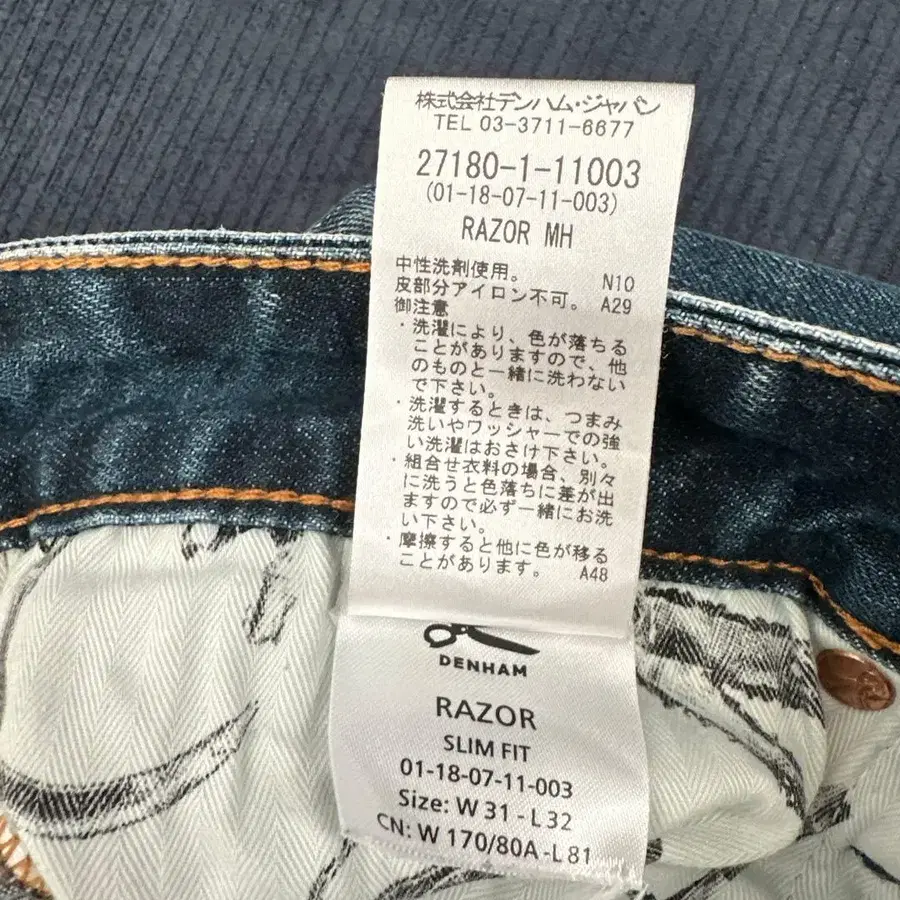 株式会社デンハム・ジャパン
TEL 03-3711-6677
27180-1-11003
(01-18-07-11-003)
RAZOR MH
中性洗剤使用。 N10
皮部分アイロン不可。 A29
御注意
・洗濯により、色が落ちる
ことがありますので、他
のものと一緒に洗わない
で下さい。
・洗濯するときは、つまみ
洗いやワッシャーでの強
い洗濯はおさけ下さい。
・組合せ衣料の場合、別々
に洗うと色落ちに差が出
ますので必ず一緒にお洗
い下さい。
・摩擦すると他に色が移る
ことがあります。 A48
DENHAM
RAZOR
SLIM FIT
01-18-07-11-003
Size: W 31 - L 32
CN: W 170/80A - L 81